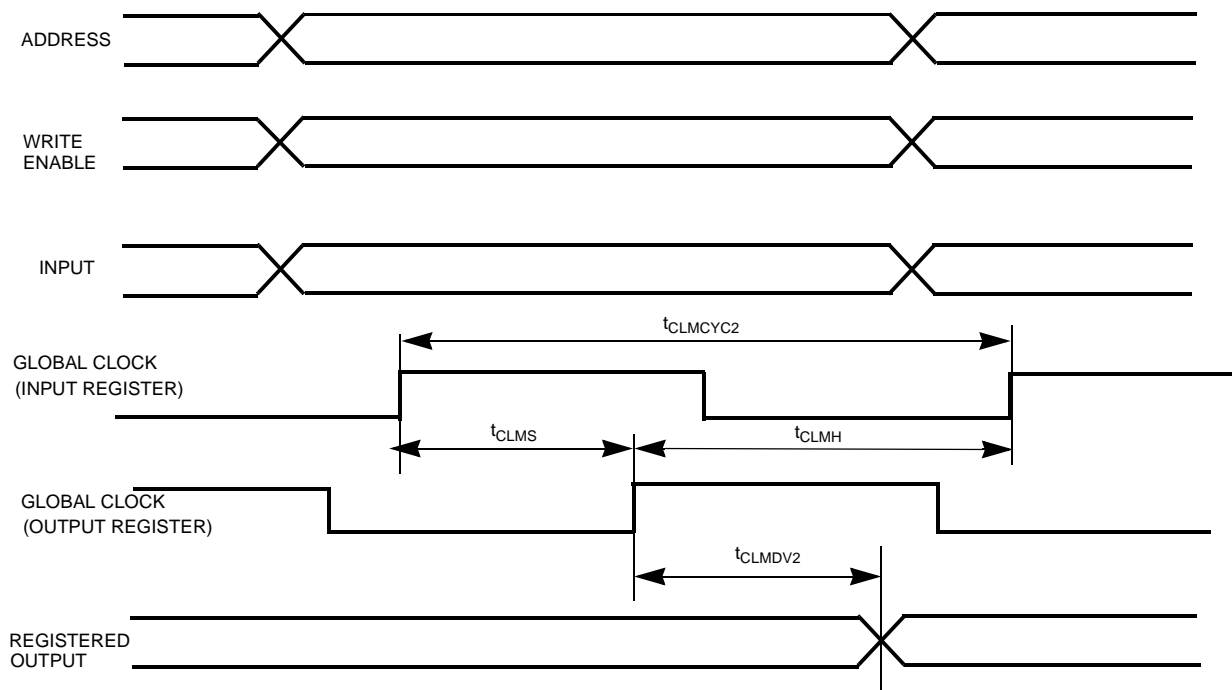 ADDRESS
WRITE
ENABLE
INPUT
tCLMCYC2
GLOBAL CLOCK
(INPUT REGISTER)
tCLMS
tCLMH
GLOBAL CLOCK
(OUTPUT REGISTER)
tCLMDV2
REGISTERED
OUTPUT